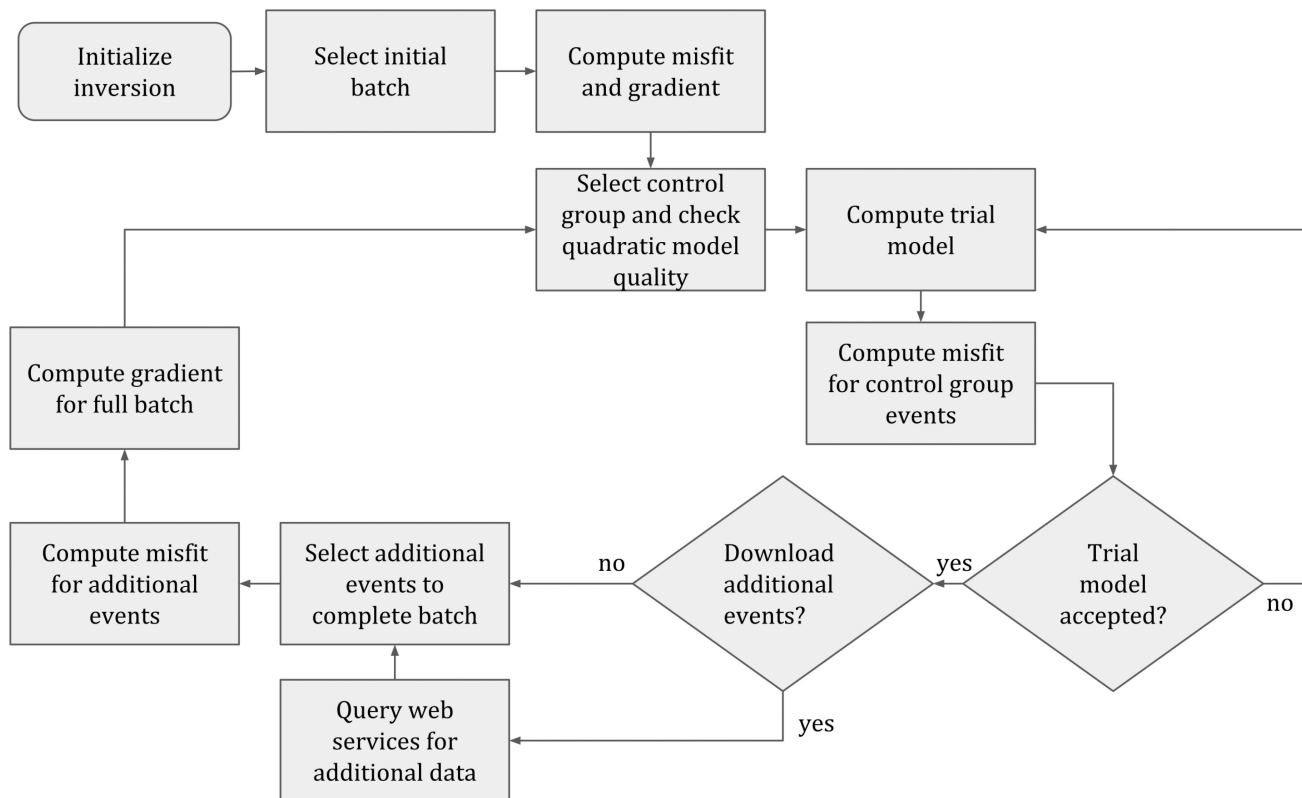 Initialize
inversion
Select initial
batch
Compute misfit
and gradient
Select control
group and check
quadratic model
quality
Compute trial
model
Compute misfit
for control group
events
Trial
model
accepted?
no
yes
Download
additional
events?
no
yes
Query web
services for
additional data
Select additional
events to
complete batch
Compute misfit
for additional
events
Compute gradient
for full batch